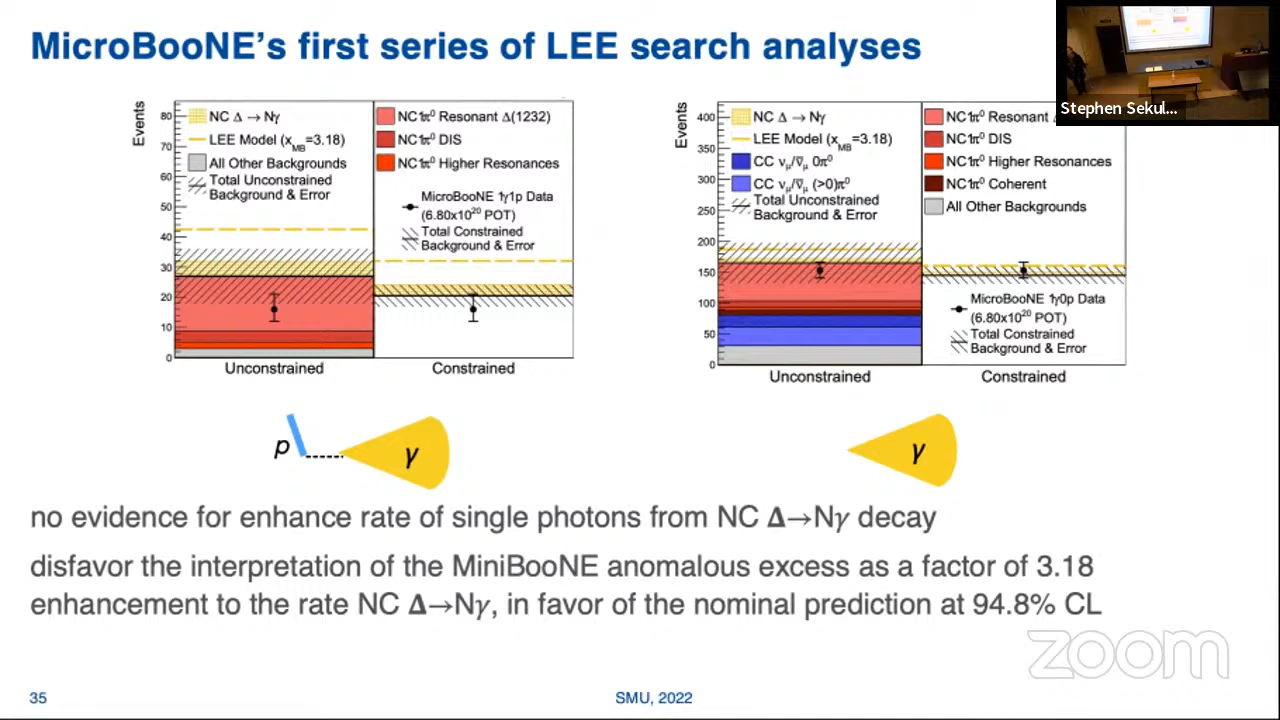 MicroBooNE's first series of LEE search analyses
Stephen Sekul...
Events
80
70
60
50
40
30
20
10
0
NC Δ → Nγ
LEE Model (x_MB=3.18)
All Other Backgrounds
Total Unconstrained
Background & Error
NC1π⁰ Resonant Δ(1232)
NC1π⁰ DIS
NC1π⁰ Higher Resonances
MicroBooNE 1γ1p Data
(6.80x10²⁰ POT)
Total Constrained
Background & Error
Unconstrained
Constrained
Events
400
350
300
250
200
150
100
50
0
NC Δ → Nγ
LEE Model (x_MB=3.18)
CC ν_μ/ν̅_μ 0π⁰
CC ν_μ/ν̅_μ (>0)π⁰
Total Unconstrained
Background & Error
NC1π⁰ Resonant
NC1π⁰ DIS
NC1π⁰ Higher Resonances
NC1π⁰ Coherent
All Other Backgrounds
MicroBooNE 1γ0p Data
(6.80x10²⁰ POT)
Total Constrained
Background & Error
Unconstrained
Constrained
p
γ
γ
no evidence for enhance rate of single photons from NC Δ→Nγ decay
disfavor the interpretation of the MiniBooNE anomalous excess as a factor of 3.18
enhancement to the rate NC Δ→Nγ, in favor of the nominal prediction at 94.8% CL
zoom
35
SMU, 2022